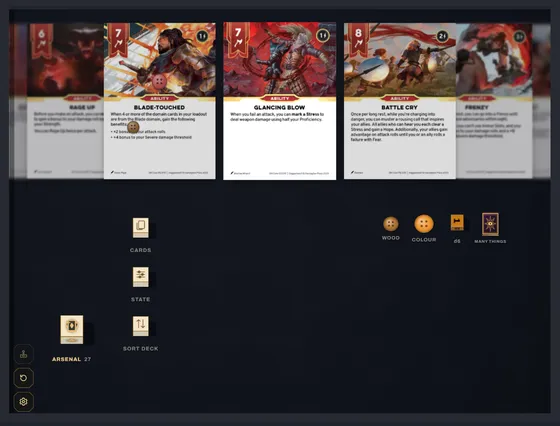 6
7
1
7
1
8
2
ABILITY
ABILITY
ABILITY
ABILITY
ABILITY
RAGE UP
BLADE-TOUCHED
GLANCING BLOW
BATTLE CRY
FRENZY
When 4 or more of the domain cards in your loadout
are from the Blade domain, gain the following
benefits:
+2 bonus to your attack rolls
+4 bonus to your Severe damage threshold
When you fail an attack, you can mark a Stress to
deal weapon damage using half your Proficiency.
Once per long rest, while you're charging into
danger, you can muster a rousing call that inspires
your allies. All allies who can hear you each clear a
Stress and gain a Hope. Additionally, your allies gain
advantage on attack rolls until you or an ally rolls a
failure with Fear.
CARDS
STATE
SORT DECK
ARSENAL 27
WOOD
COLOUR
d6
MANY THINGS